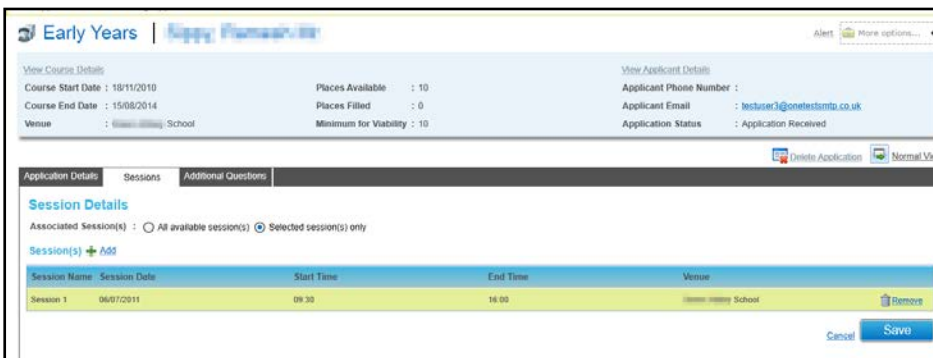 Early Years |
Alert More options...
View Course Details View Applicant Details
Course Start Date : 18/11/2010 Places Available : 10 Applicant Phone Number :
Course End Date : 15/08/2014 Places Filled : 0 Applicant Email : testuser3@onetestsmtp.co.uk
Venue : School Minimum for Viability : 10 Application Status : Application Received
Delete Application Normal Vi
Application Details Sessions Additional Questions
Session Details
Associated Session(s) : All available session(s) Selected session(s) only
Session(s) Add
Session Name Session Date Start Time End Time Venue
Session 1 06/07/2011 09:30 16:00 School Remove
Cancel Save